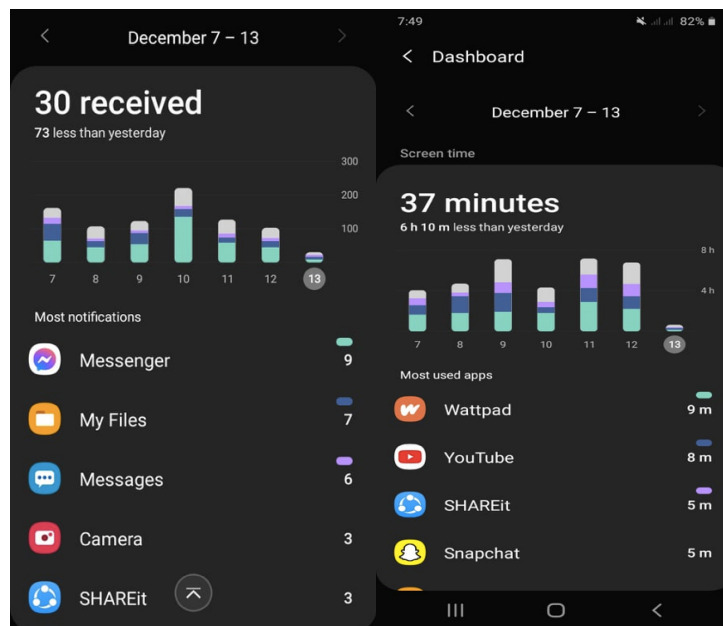 December 7 – 13
30 received
73 less than yesterday
300
200
100
7 8 9 10 11 12 13
Most notifications
Messenger 9
My Files 7
Messages 6
Camera 3
SHAREit 3
7:49 82%
Dashboard
December 7 – 13
Screen time
37 minutes
6 h 10 m less than yesterday
8 h
4 h
7 8 9 10 11 12 13
Most used apps
Wattpad 9 m
YouTube 8 m
SHAREit 5 m
Snapchat 5 m